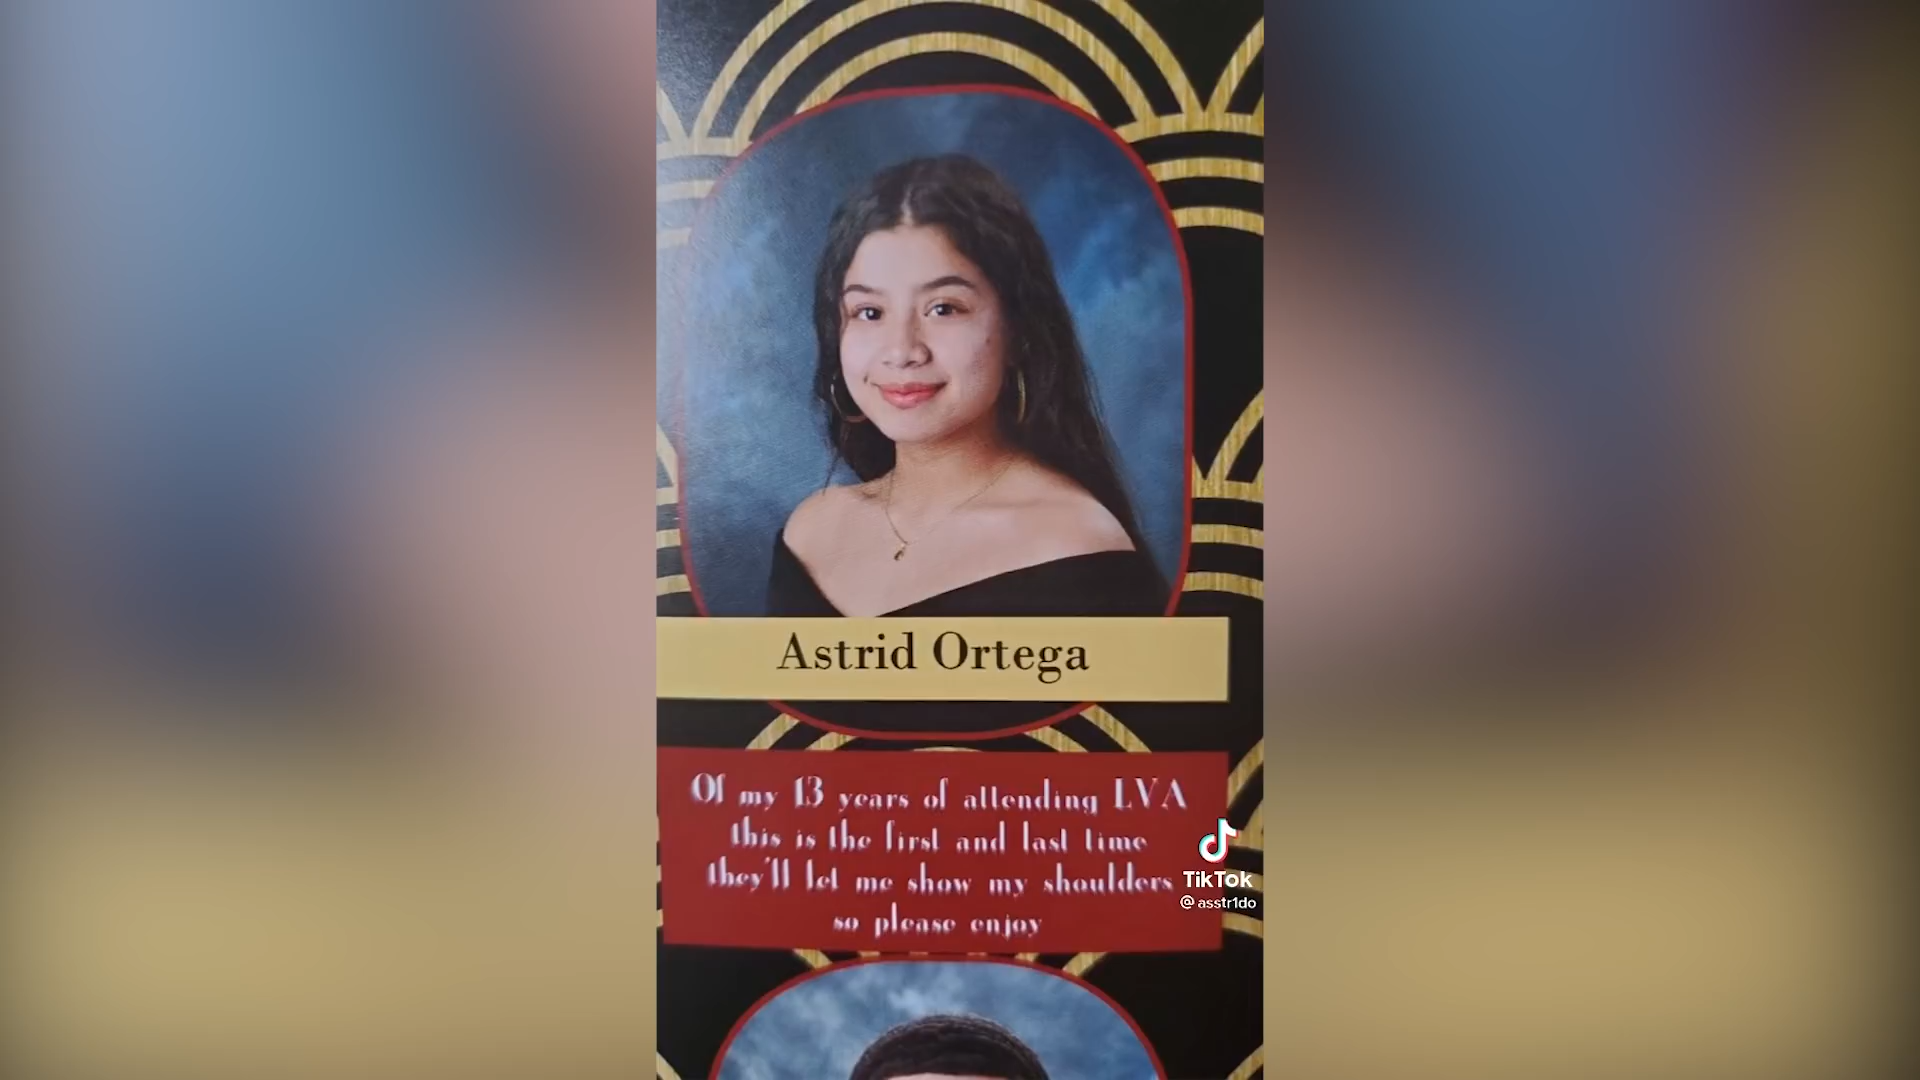 Astrid Ortega
Of my 13 years of attending LVA
this is the first and last time
they'll let me show my shoulders
so please enjoy
TikTok
@asstr1do